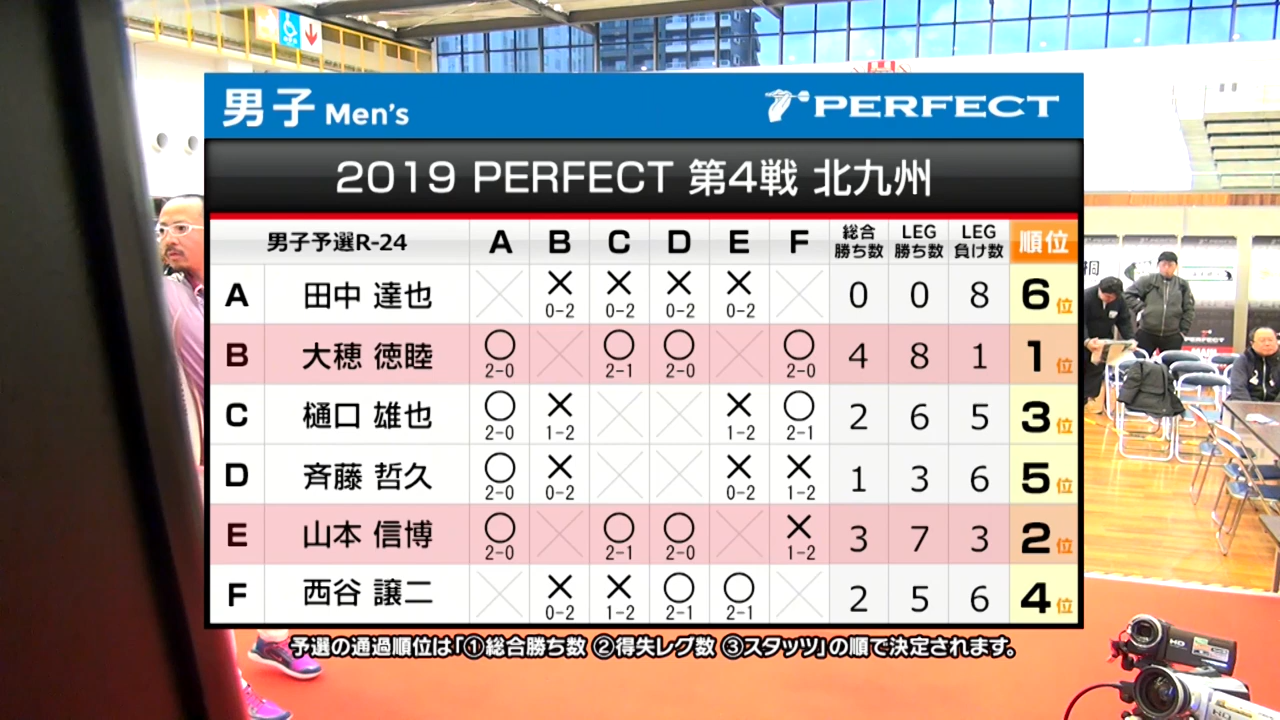 男子 Men's PERFECT
2019 PERFECT 第4戦 北九州
男子予選R-24 A B C D E F 総合勝ち数 LEG勝ち数 LEG負け数 順位
A 田中 達也 × × × × 0 0 8 6位
0-2 0-2 0-2 0-2
B 大穂 徳睦 ○ ○ ○ ○ 4 8 1 1位
2-0 2-1 2-0 2-0
C 樋口 雄也 ○ × × ○ 2 6 5 3位
2-0 1-2 1-2 2-1
D 斉藤 哲久 ○ × × × 1 3 6 5位
2-0 0-2 0-2 1-2
E 山本 信博 ○ ○ ○ × 3 7 3 2位
2-0 2-1 2-0 1-2
F 西谷 譲二 × × ○ ○ 2 5 6 4位
0-2 1-2 2-1 2-1
予選の通過順位は「①総合勝ち数 ②得失レグ数 ③スタッツ」の順で決定されます。
PERFECT
HD
HD